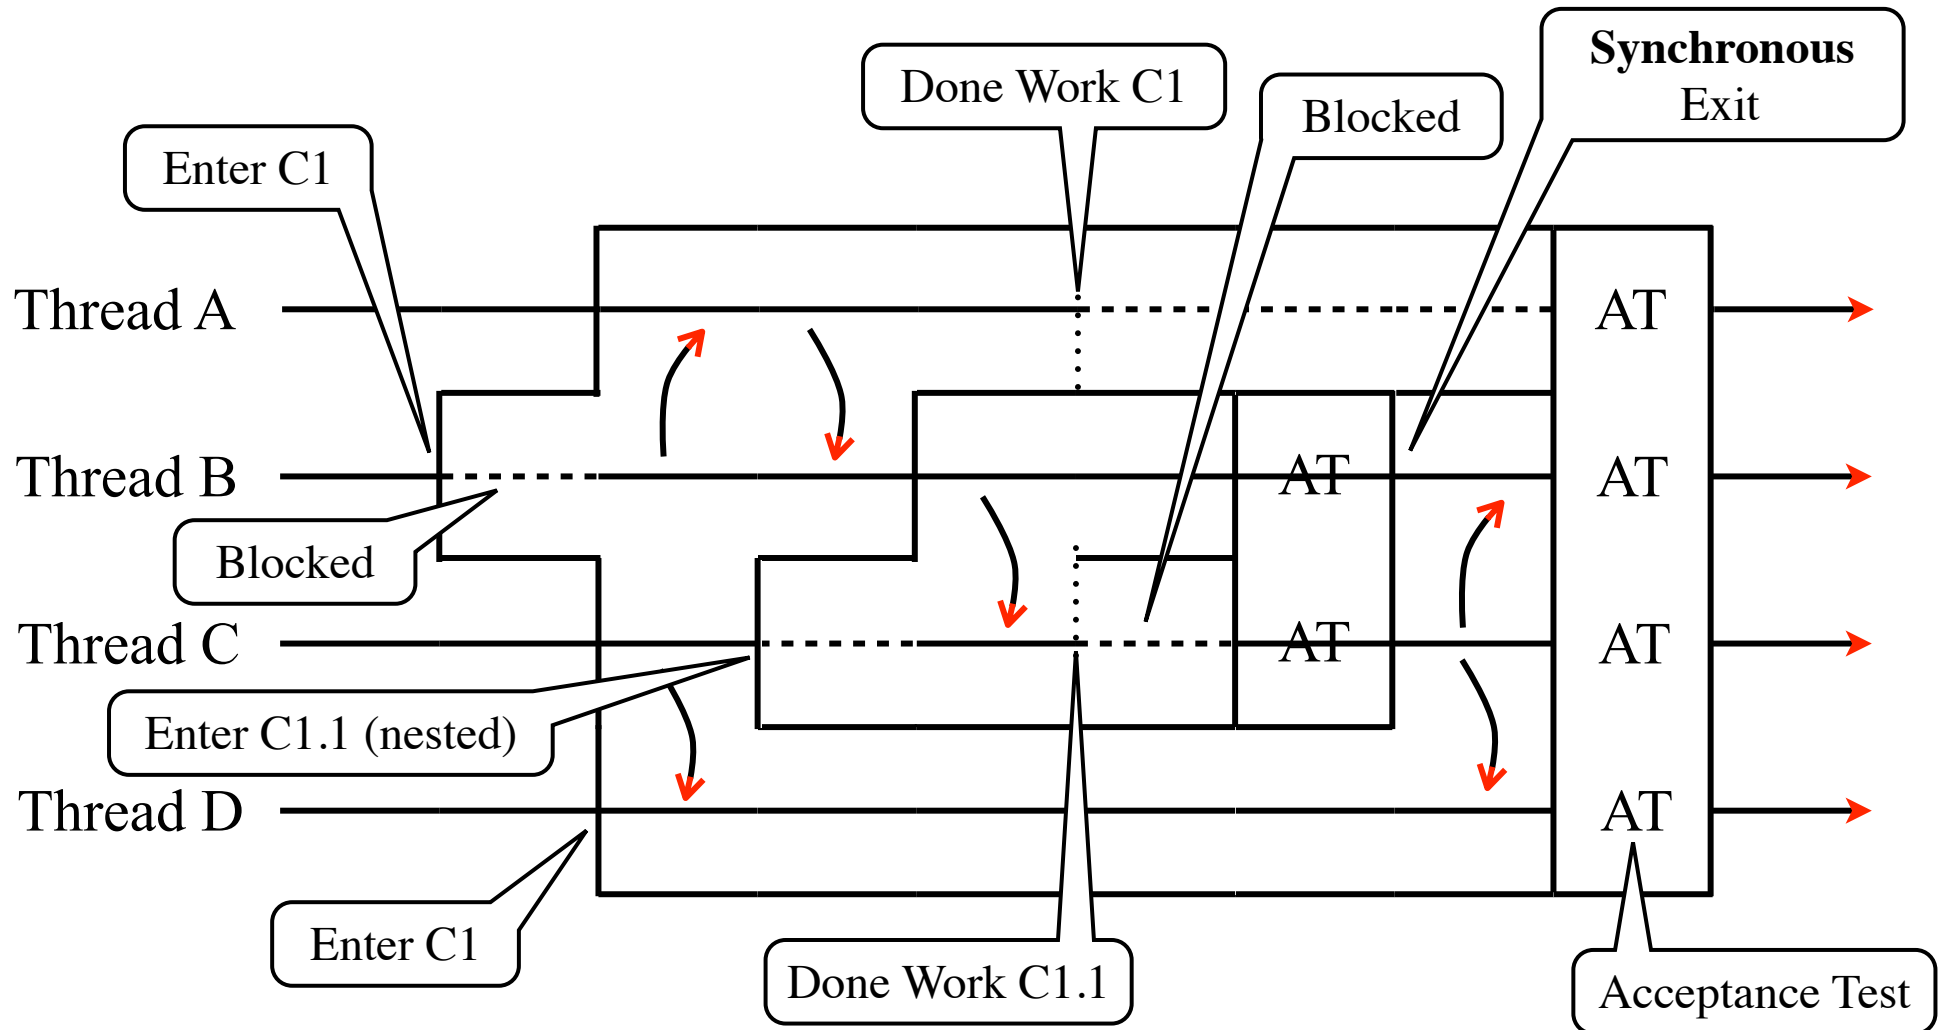 Synchronous
Exit
Done Work C1
Blocked
Enter C1
Thread A
AT
Thread B
AT
AT
Blocked
Thread C
AT
AT
Enter C1.1 (nested)
Thread D
AT
Enter C1
Done Work C1.1
Acceptance Test